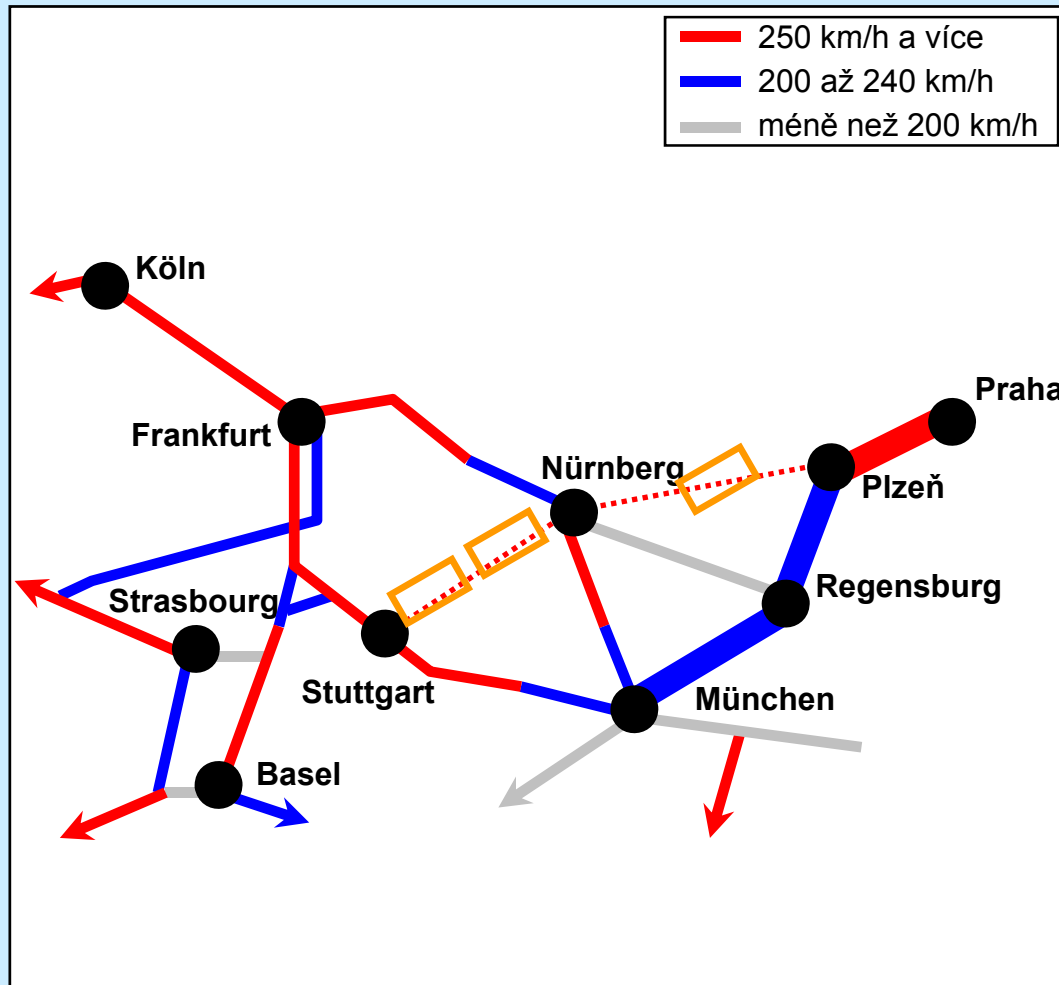 250 km/h a více
200 až 240 km/h
méně než 200 km/h
Köln
Praha
Frankfurt
Nürnberg
Plzeň
Strasbourg
Regensburg
Stuttgart
München
Basel